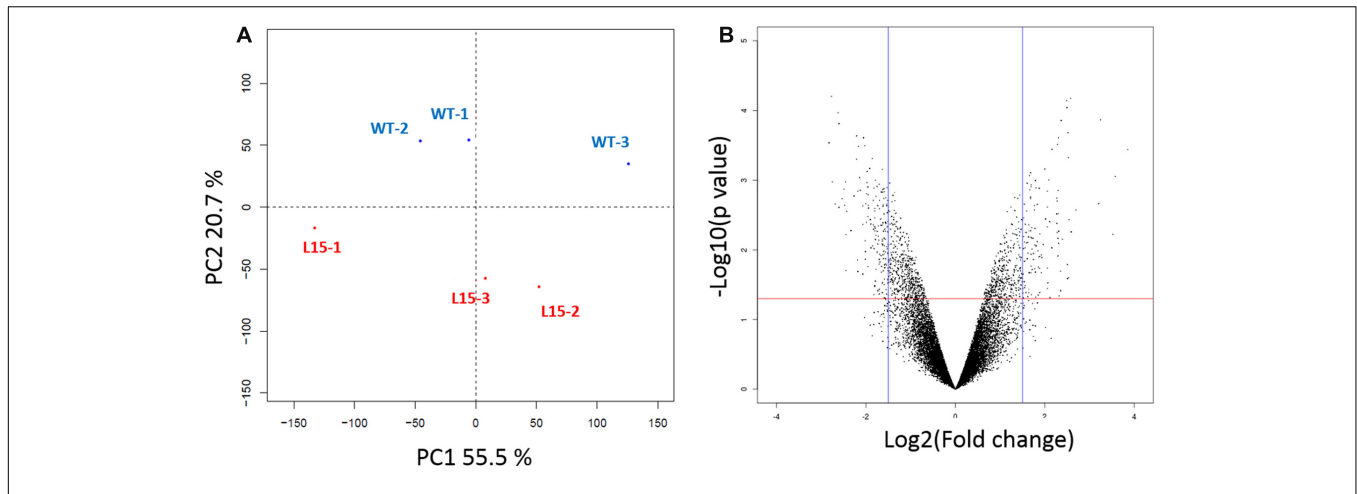 A
100
50
0
−50
−100
−150
PC2 20.7 %
WT-1
WT-2
WT-3
L15-1
L15-3
L15-2
−150
−100
−50
0
50
100
150
PC1 55.5 %
B
5
4
3
2
1
0
-Log10(p value)
-4
-2
0
2
4
Log2(Fold change)